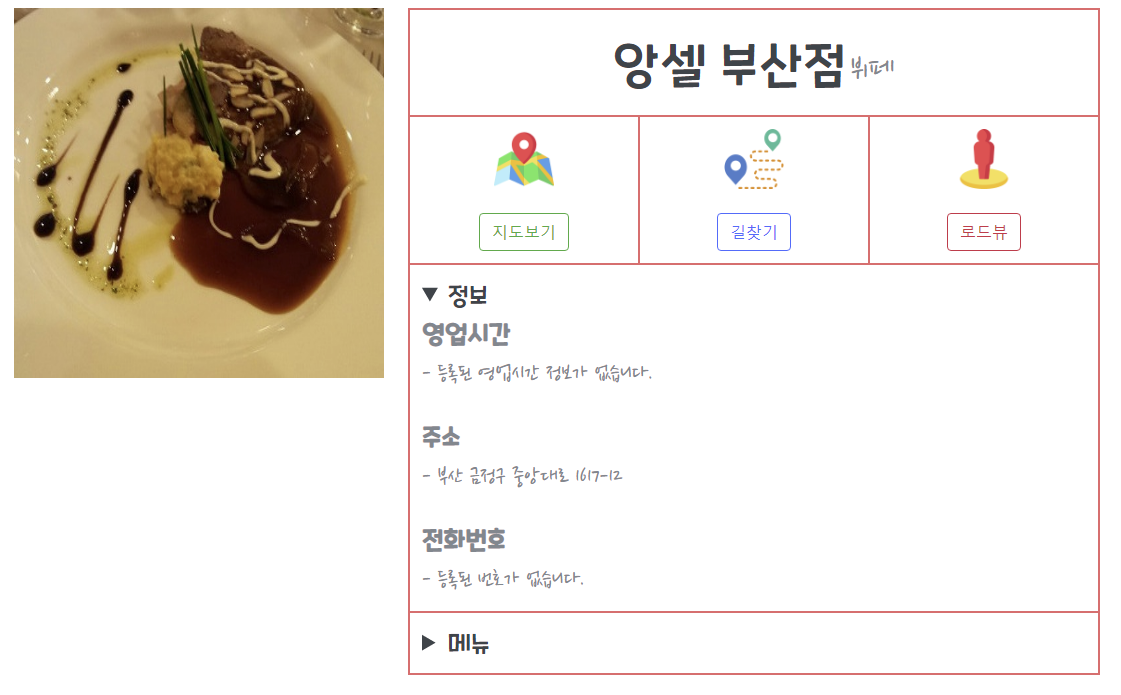 앙셀 부산점 뷔페
지도보기
길찾기
로드뷰
▼ 정보
영업시간
- 등록된 영업시간 정보가 없습니다.
주소
- 부산 금정구 중앙대로 1617-12
전화번호
- 등록된 번호가 없습니다.
▶ 메뉴